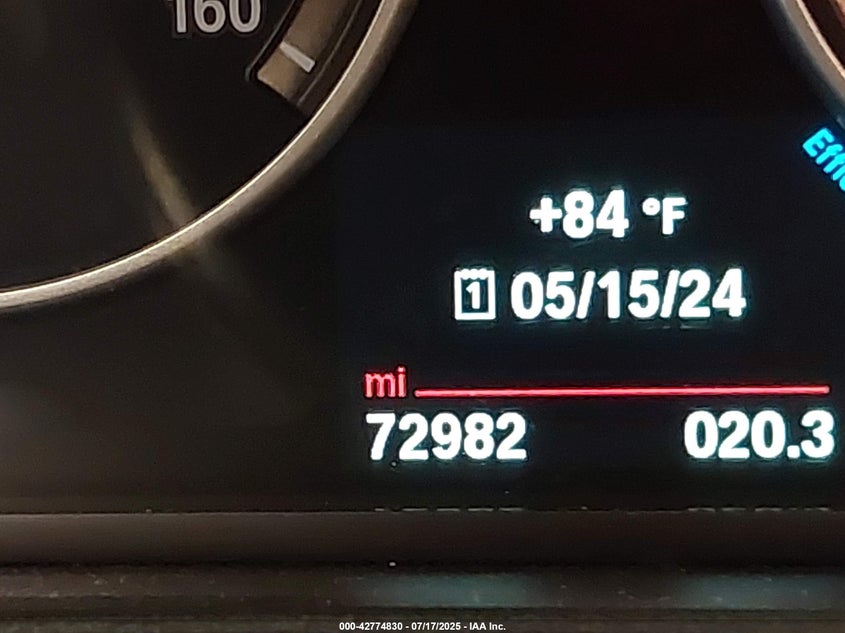 160
+84 °F
1 05/15/24
mi
72982 020.3
000-42774830 - 07/17/2025 - IAA Inc.